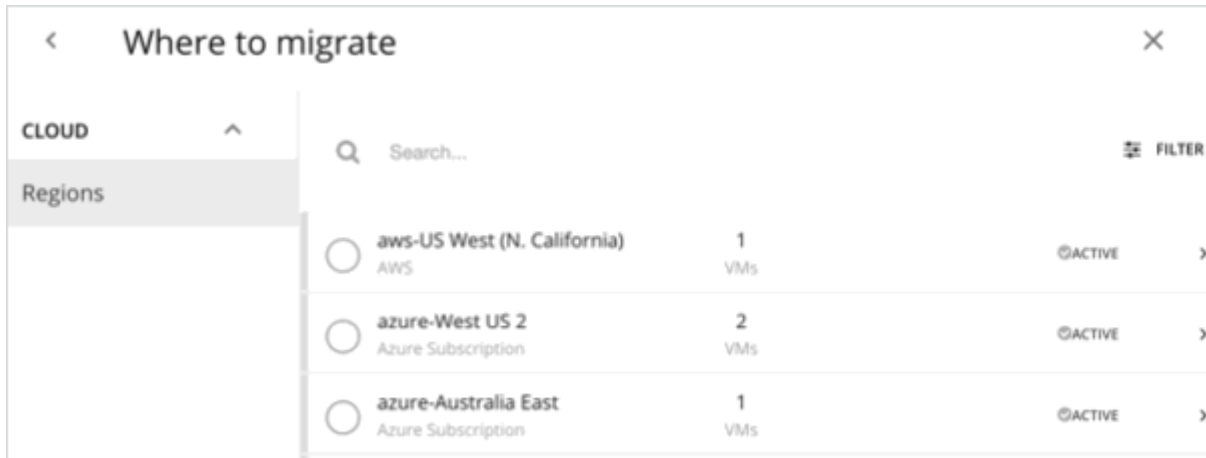 Where to migrate
CLOUD
Regions
Search...
FILTER
aws-US West (N. California)
AWS
1
VMs
ACTIVE
azure-West US 2
Azure Subscription
2
VMs
ACTIVE
azure-Australia East
Azure Subscription
1
VMs
ACTIVE